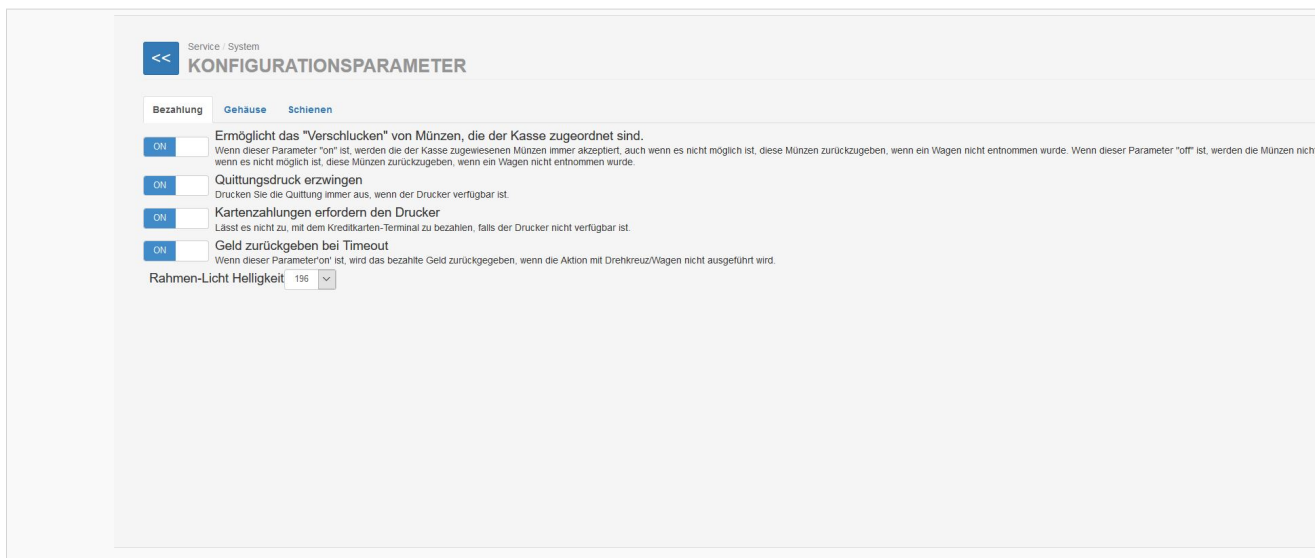 <<
Service / System
KONFIGURATIONSPARAMETER
Bezahlung Gehäuse Schienen
ON
Ermöglicht das "Verschlucken" von Münzen, die der Kasse zugeordnet sind.
Wenn dieser Parameter "on" ist, werden die der Kasse zugewiesenen Münzen immer akzeptiert, auch wenn es nicht möglich ist, diese Münzen zurückzugeben, wenn ein Wagen nicht entnommen wurde. Wenn dieser Parameter "off" ist, werden die Münzen nicht
wenn es nicht möglich ist, diese Münzen zurückzugeben, wenn ein Wagen nicht entnommen wurde.
ON
Quittungsdruck erzwingen
Drucken Sie die Quittung immer aus, wenn der Drucker verfügbar ist.
ON
Kartenzahlungen erfordern den Drucker
Lässt es nicht zu, mit dem Kreditkarten-Terminal zu bezahlen, falls der Drucker nicht verfügbar ist.
ON
Geld zurückgeben bei Timeout
Wenn dieser Parameter'on' ist, wird das bezahlte Geld zurückgegeben, wenn die Aktion mit Drehkreuz/Wagen nicht ausgeführt wird.
Rahmen-Licht Helligkeit 196